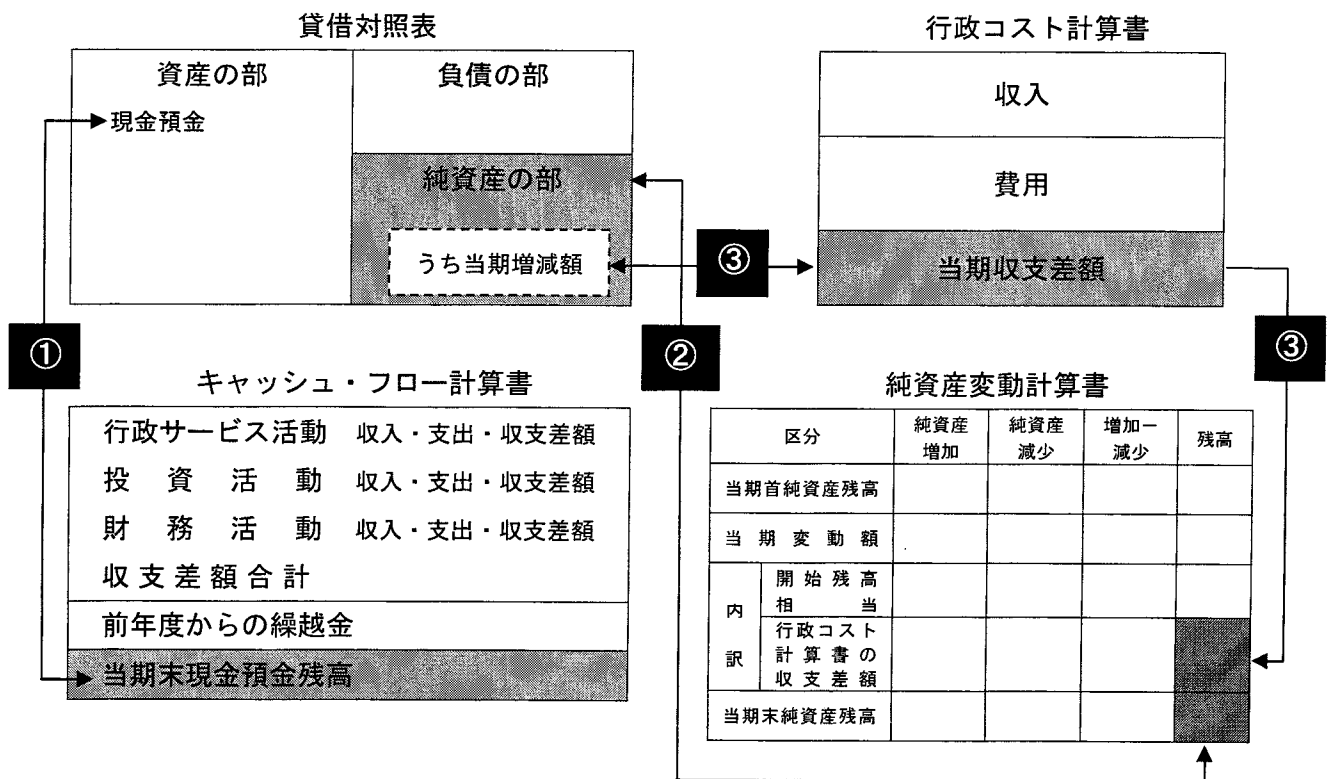 貸借対照表
資産の部
現金預金
負債の部
純資産の部
うち当期増減額
行政コスト計算書
収入
費用
当期収支差額
①
②
③
③
キャッシュ・フロー計算書
行政サービス活動 収入・支出・収支差額
投資活動 収入・支出・収支差額
財務活動 収入・支出・収支差額
収支差額合計
前年度からの繰越金
当期末現金預金残高
純資産変動計算書
区分 純資産増加 純資産減少 増加ー減少 残高
当期首純資産残高
当期変動額
内訳
開始残高
相当
行政コスト
計算書の
収支差額
当期末純資産残高